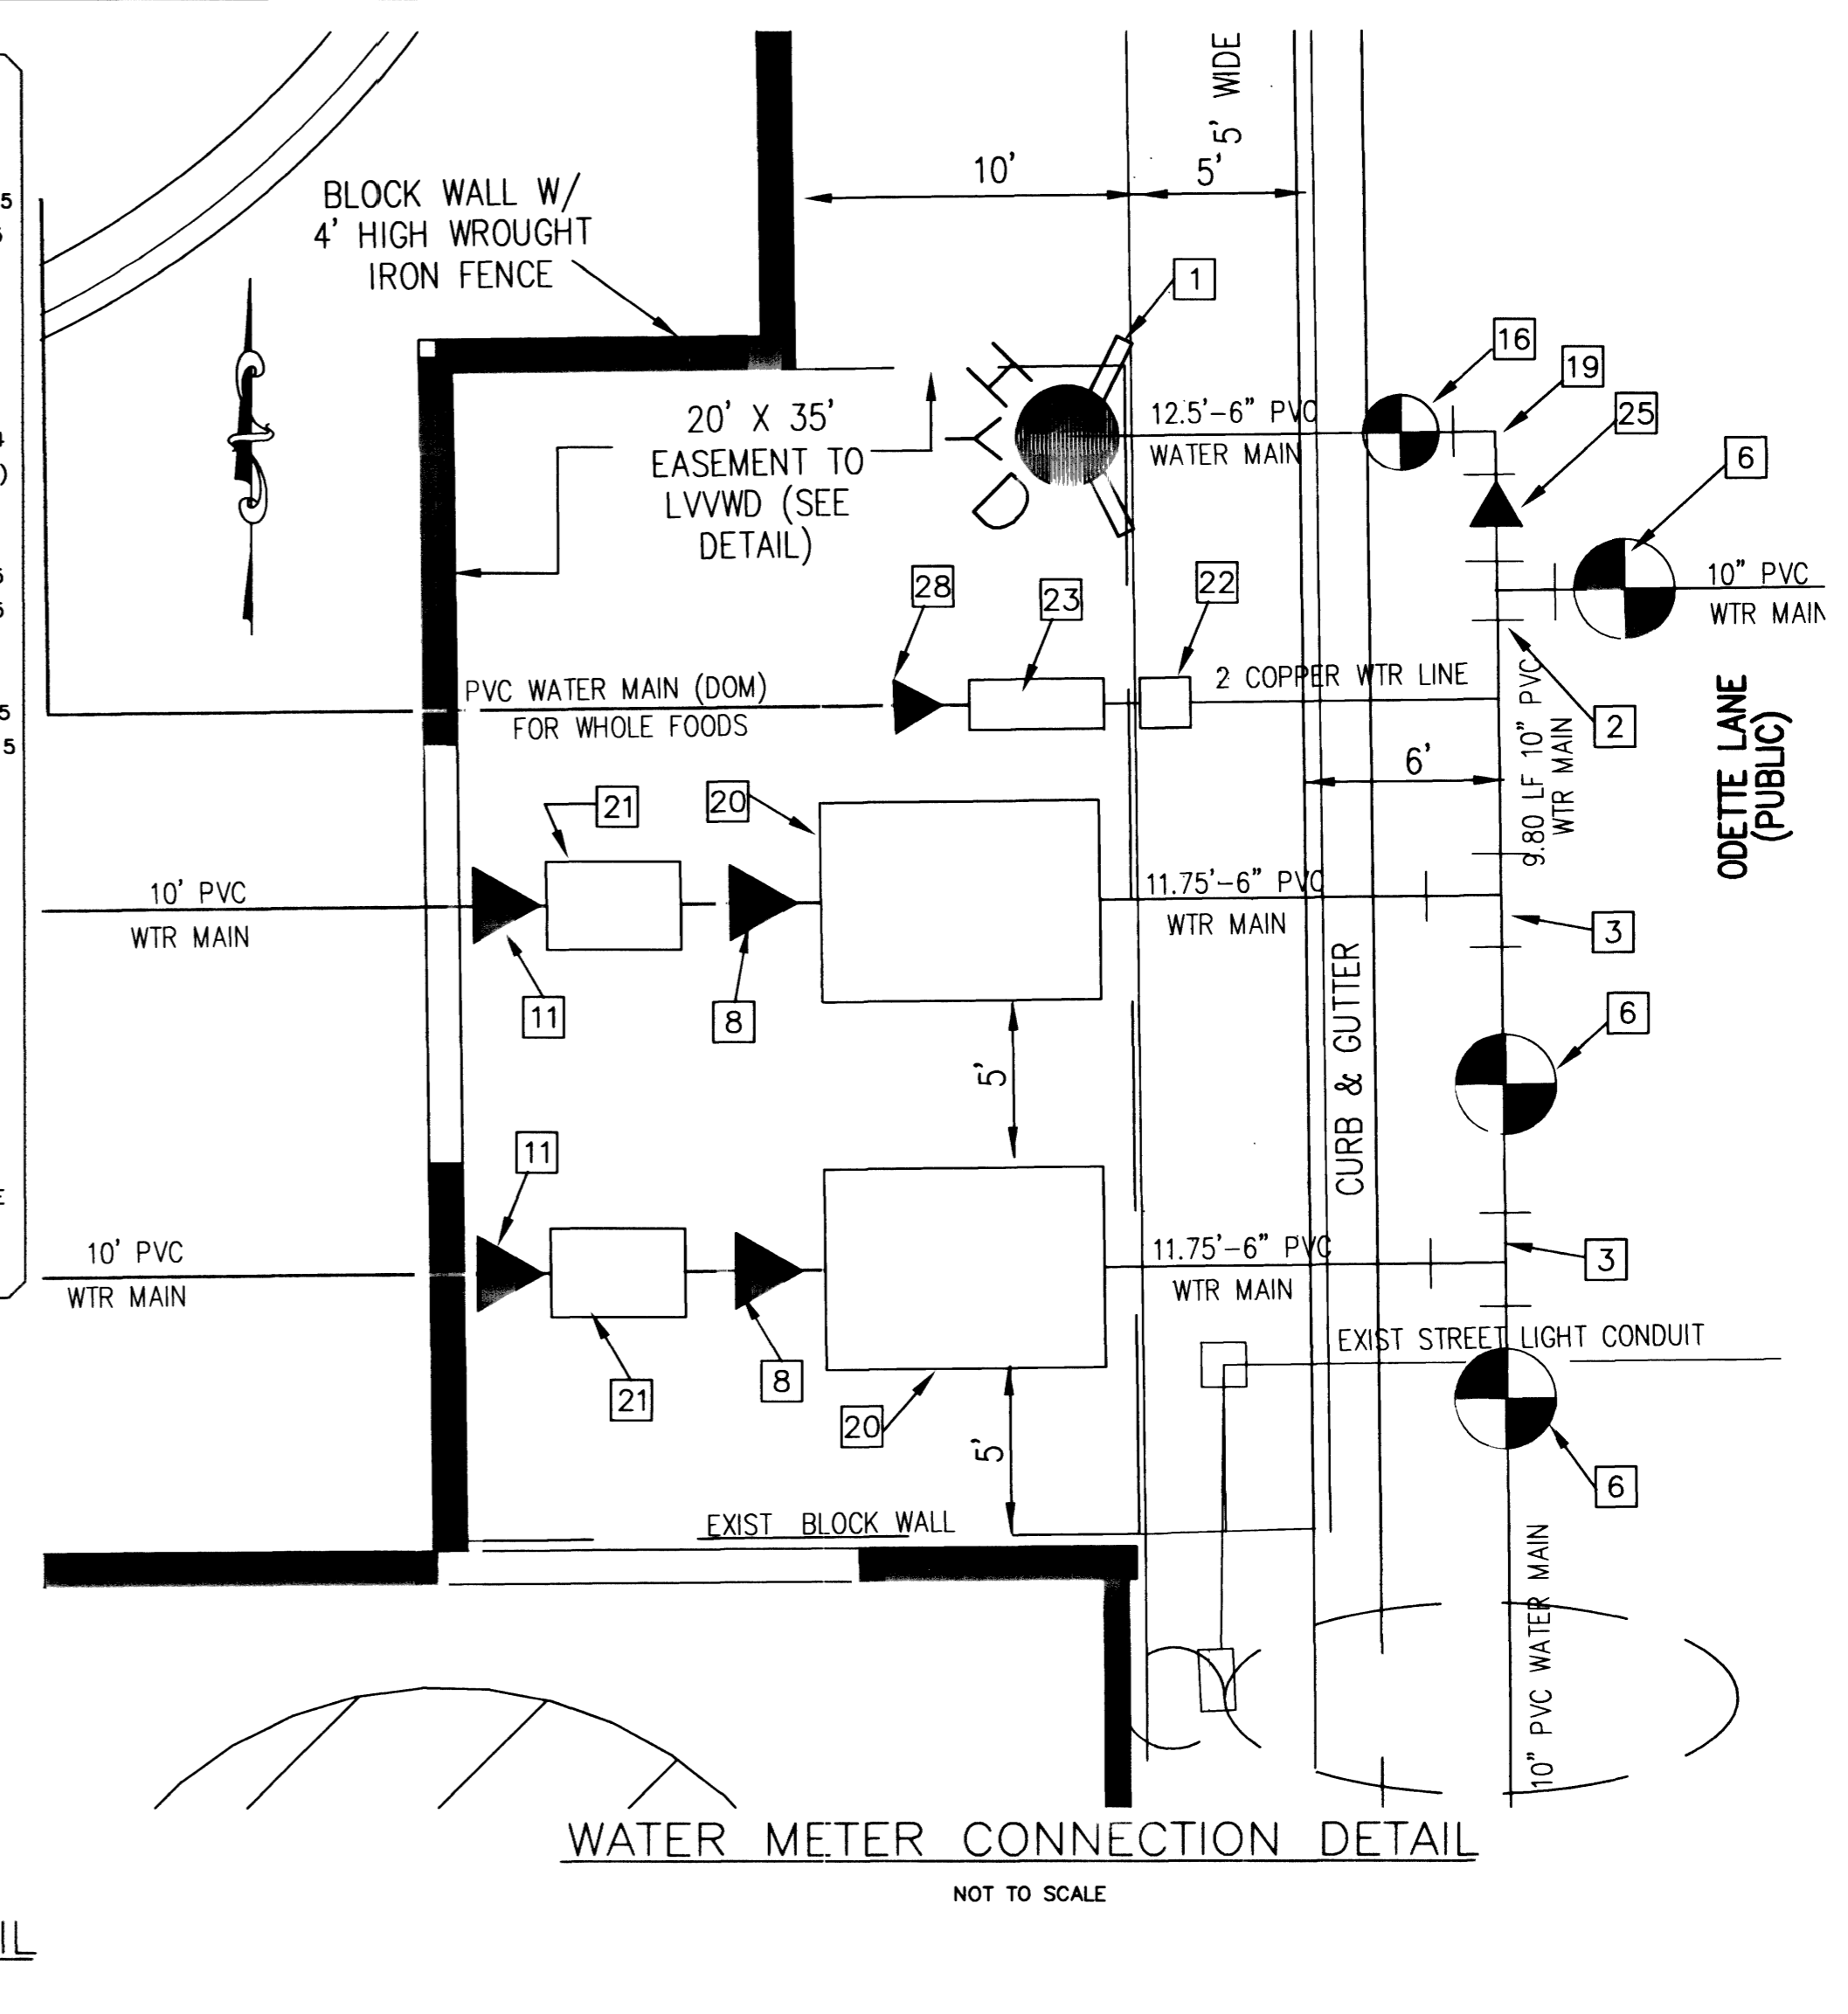 5' WIDE
10'
5'
BLOCK WALL W/
4' HIGH WROUGHT
IRON FENCE
1
16
19
25
6
HYD
12.5'-6" PVC
WATER MAIN
20' X 35'
EASEMENT TO
LVVWD (SEE
DETAIL)
10" PVC
WTR MAIN
28
23
22
2 COPPER WTR LINE
PVC WATER MAIN (DOM)
FOR WHOLE FOODS
2
9.80 LF 10" PVC
WTR MAIN
ODETTE LANE
(PUBLIC)
6'
21
20
10' PVC
WTR MAIN
11.75'-6" PVC
WTR MAIN
3
11
8
6
5'
CURB & GUTTER
11
10' PVC
WTR MAIN
11.75'-6" PVC
WTR MAIN
3
EXIST STREET LIGHT CONDUIT
21
8
20
5'
6
EXIST BLOCK WALL
10" PVC WATER MAIN
WATER METER CONNECTION DETAIL
NOT TO SCALE
IL